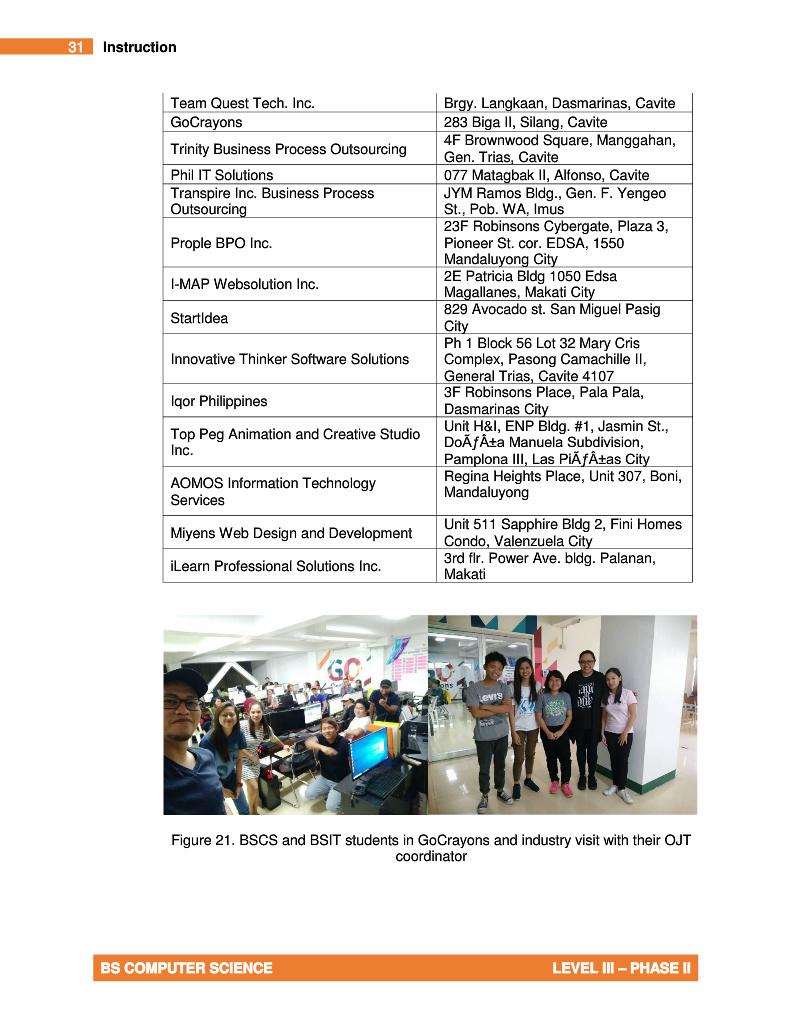 31 Instruction
Team Quest Tech. Inc.
Brgy. Langkaan, Dasmarinas, Cavite
GoCrayons
283 Biga II, Silang, Cavite
Trinity Business Process Outsourcing
4F Brownwood Square, Manggahan,
Gen. Trias, Cavite
Phil IT Solutions
077 Matagbak II, Alfonso, Cavite
Transpire Inc. Business Process
Outsourcing
JYM Ramos Bldg., Gen. F. Yengeo
St., Pob. WA, Imus
Prople BPO Inc.
23F Robinsons Cybergate, Plaza 3,
Pioneer St. cor. EDSA, 1550
Mandaluyong City
I-MAP Websolution Inc.
2E Patricia Bldg 1050 Edsa
Magallanes, Makati City
StartIdea
829 Avocado st. San Miguel Pasig
City
Innovative Thinker Software Solutions
Ph 1 Block 56 Lot 32 Mary Cris
Complex, Pasong Camachille II,
General Trias, Cavite 4107
Iqor Philippines
3F Robinsons Place, Pala Pala,
Dasmarinas City
Top Peg Animation and Creative Studio
Inc.
Unit H&I, ENP Bldg. #1, Jasmin St.,
DoÃƒÂ±a Manuela Subdivision,
Pamplona III, Las PiÃƒÂ±as City
AOMOS Information Technology
Services
Regina Heights Place, Unit 307, Boni,
Mandaluyong
Miyens Web Design and Development
Unit 511 Sapphire Bldg 2, Fini Homes
Condo, Valenzuela City
iLearn Professional Solutions Inc.
3rd flr. Power Ave. bldg. Palanan,
Makati
GO
Levi's
Figure 21. BSCS and BSIT students in GoCrayons and industry visit with their OJT
coordinator
BS COMPUTER SCIENCE
LEVEL III – PHASE II